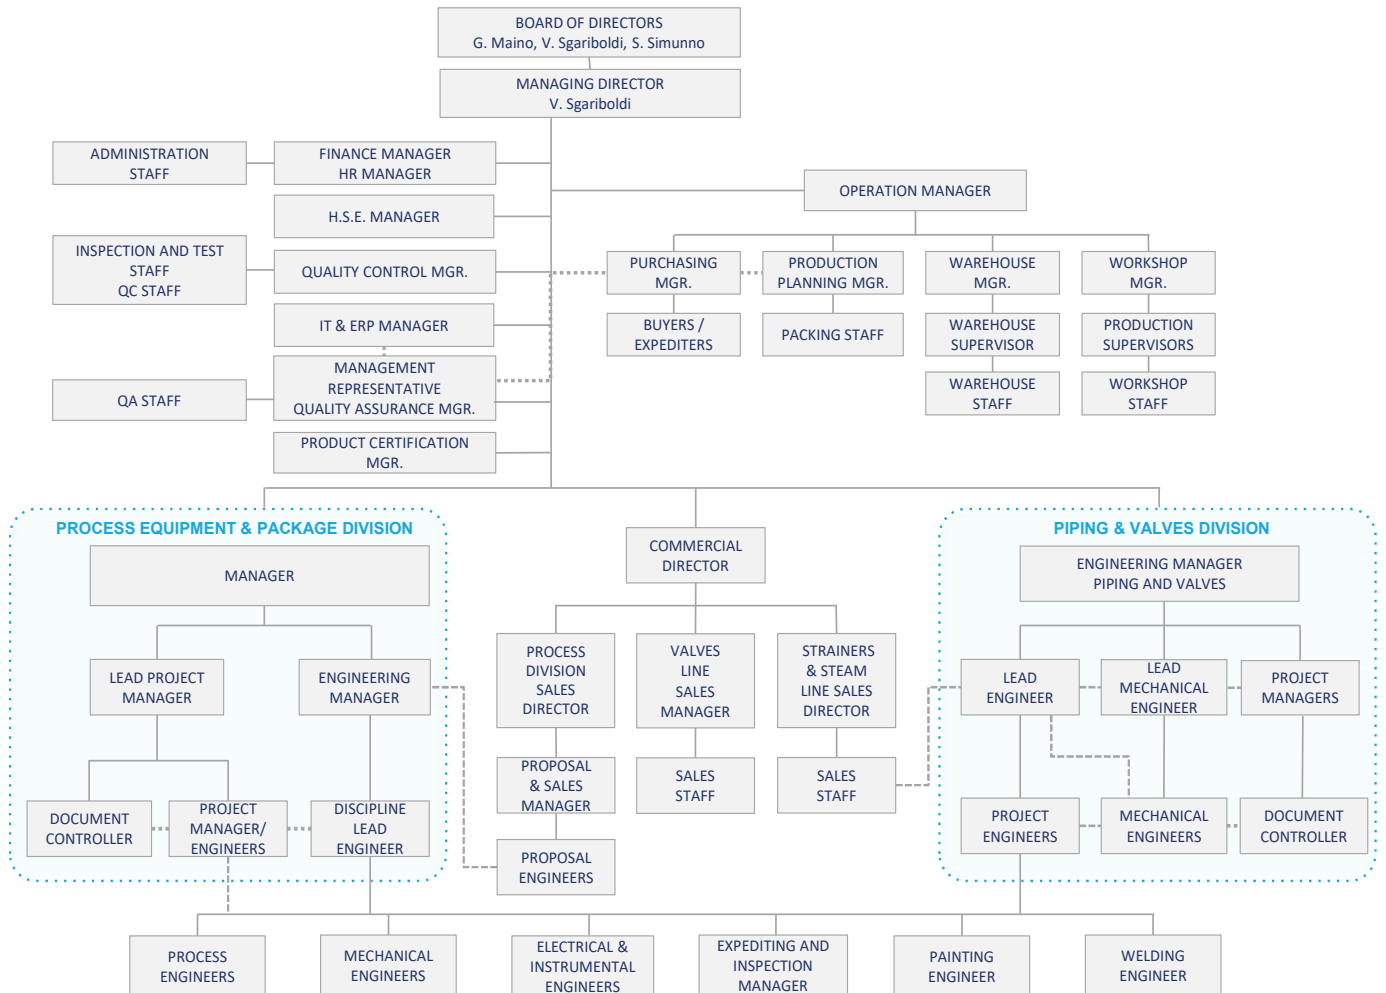 BOARD OF DIRECTORS
G. Maino, V. Sgariboldi, S. Simunno
MANAGING DIRECTOR
V. Sgariboldi
ADMINISTRATION
STAFF
FINANCE MANAGER
HR MANAGER
OPERATION MANAGER
H.S.E. MANAGER
INSPECTION AND TEST
STAFF
QC STAFF
QUALITY CONTROL MGR.
PURCHASING
MGR.
PRODUCTION
PLANNING MGR.
WAREHOUSE
MGR.
WORKSHOP
MGR.
IT & ERP MANAGER
BUYERS /
EXPEDITERS
PACKING STAFF
WAREHOUSE
SUPERVISOR
PRODUCTION
SUPERVISORS
QA STAFF
MANAGEMENT
REPRESENTATIVE
QUALITY ASSURANCE MGR.
WAREHOUSE
STAFF
WORKSHOP
STAFF
PRODUCT CERTIFICATION
MGR.
PROCESS EQUIPMENT & PACKAGE DIVISION
MANAGER
LEAD PROJECT
MANAGER
ENGINEERING
MANAGER
DOCUMENT
CONTROLLER
PROJECT
MANAGER/
ENGINEERS
DISCIPLINE
LEAD
ENGINEER
COMMERCIAL
DIRECTOR
PROCESS
DIVISION
SALES
DIRECTOR
VALVES
LINE
SALES
MANAGER
STRAINERS
& STEAM
LINE SALES
DIRECTOR
PROPOSAL
& SALES
MANAGER
SALES
STAFF
SALES
STAFF
PROPOSAL
ENGINEERS
PIPING & VALVES DIVISION
ENGINEERING MANAGER
PIPING AND VALVES
LEAD
ENGINEER
LEAD
MECHANICAL
ENGINEER
PROJECT
MANAGERS
PROJECT
ENGINEERS
MECHANICAL
ENGINEERS
DOCUMENT
CONTROLLER
PROCESS
ENGINEERS
MECHANICAL
ENGINEERS
ELECTRICAL &
INSTRUMENTAL
ENGINEERS
EXPEDITING AND
INSPECTION
MANAGER
PAINTING
ENGINEER
WELDING
ENGINEER